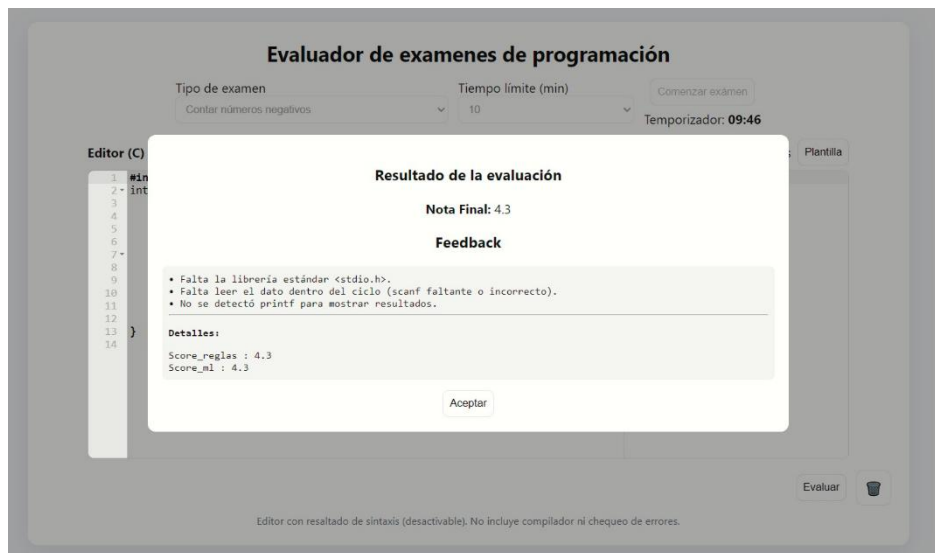 Evaluador de examenes de programación
Tipo de examen
Tiempo límite (min)
Contar números negativos
10
Comenzar exámen
Temporizador: 09:46
Editor (C)
Plantilla
1 #in
2 int
3
4
5
6
7
8
9
10
11
12
13 }
14
Resultado de la evaluación
Nota Final: 4.3
Feedback
• Falta la librería estándar <stdio.h>.
• Falta leer el dato dentro del ciclo (scanf faltante o incorrecto).
• No se detectó printf para mostrar resultados.
Detalles:
Score_reglas : 4.3
Score_ml : 4.3
Aceptar
Evaluar
Editor con resaltado de sintaxis (desactivable). No incluye compilador ni chequeo de errores.